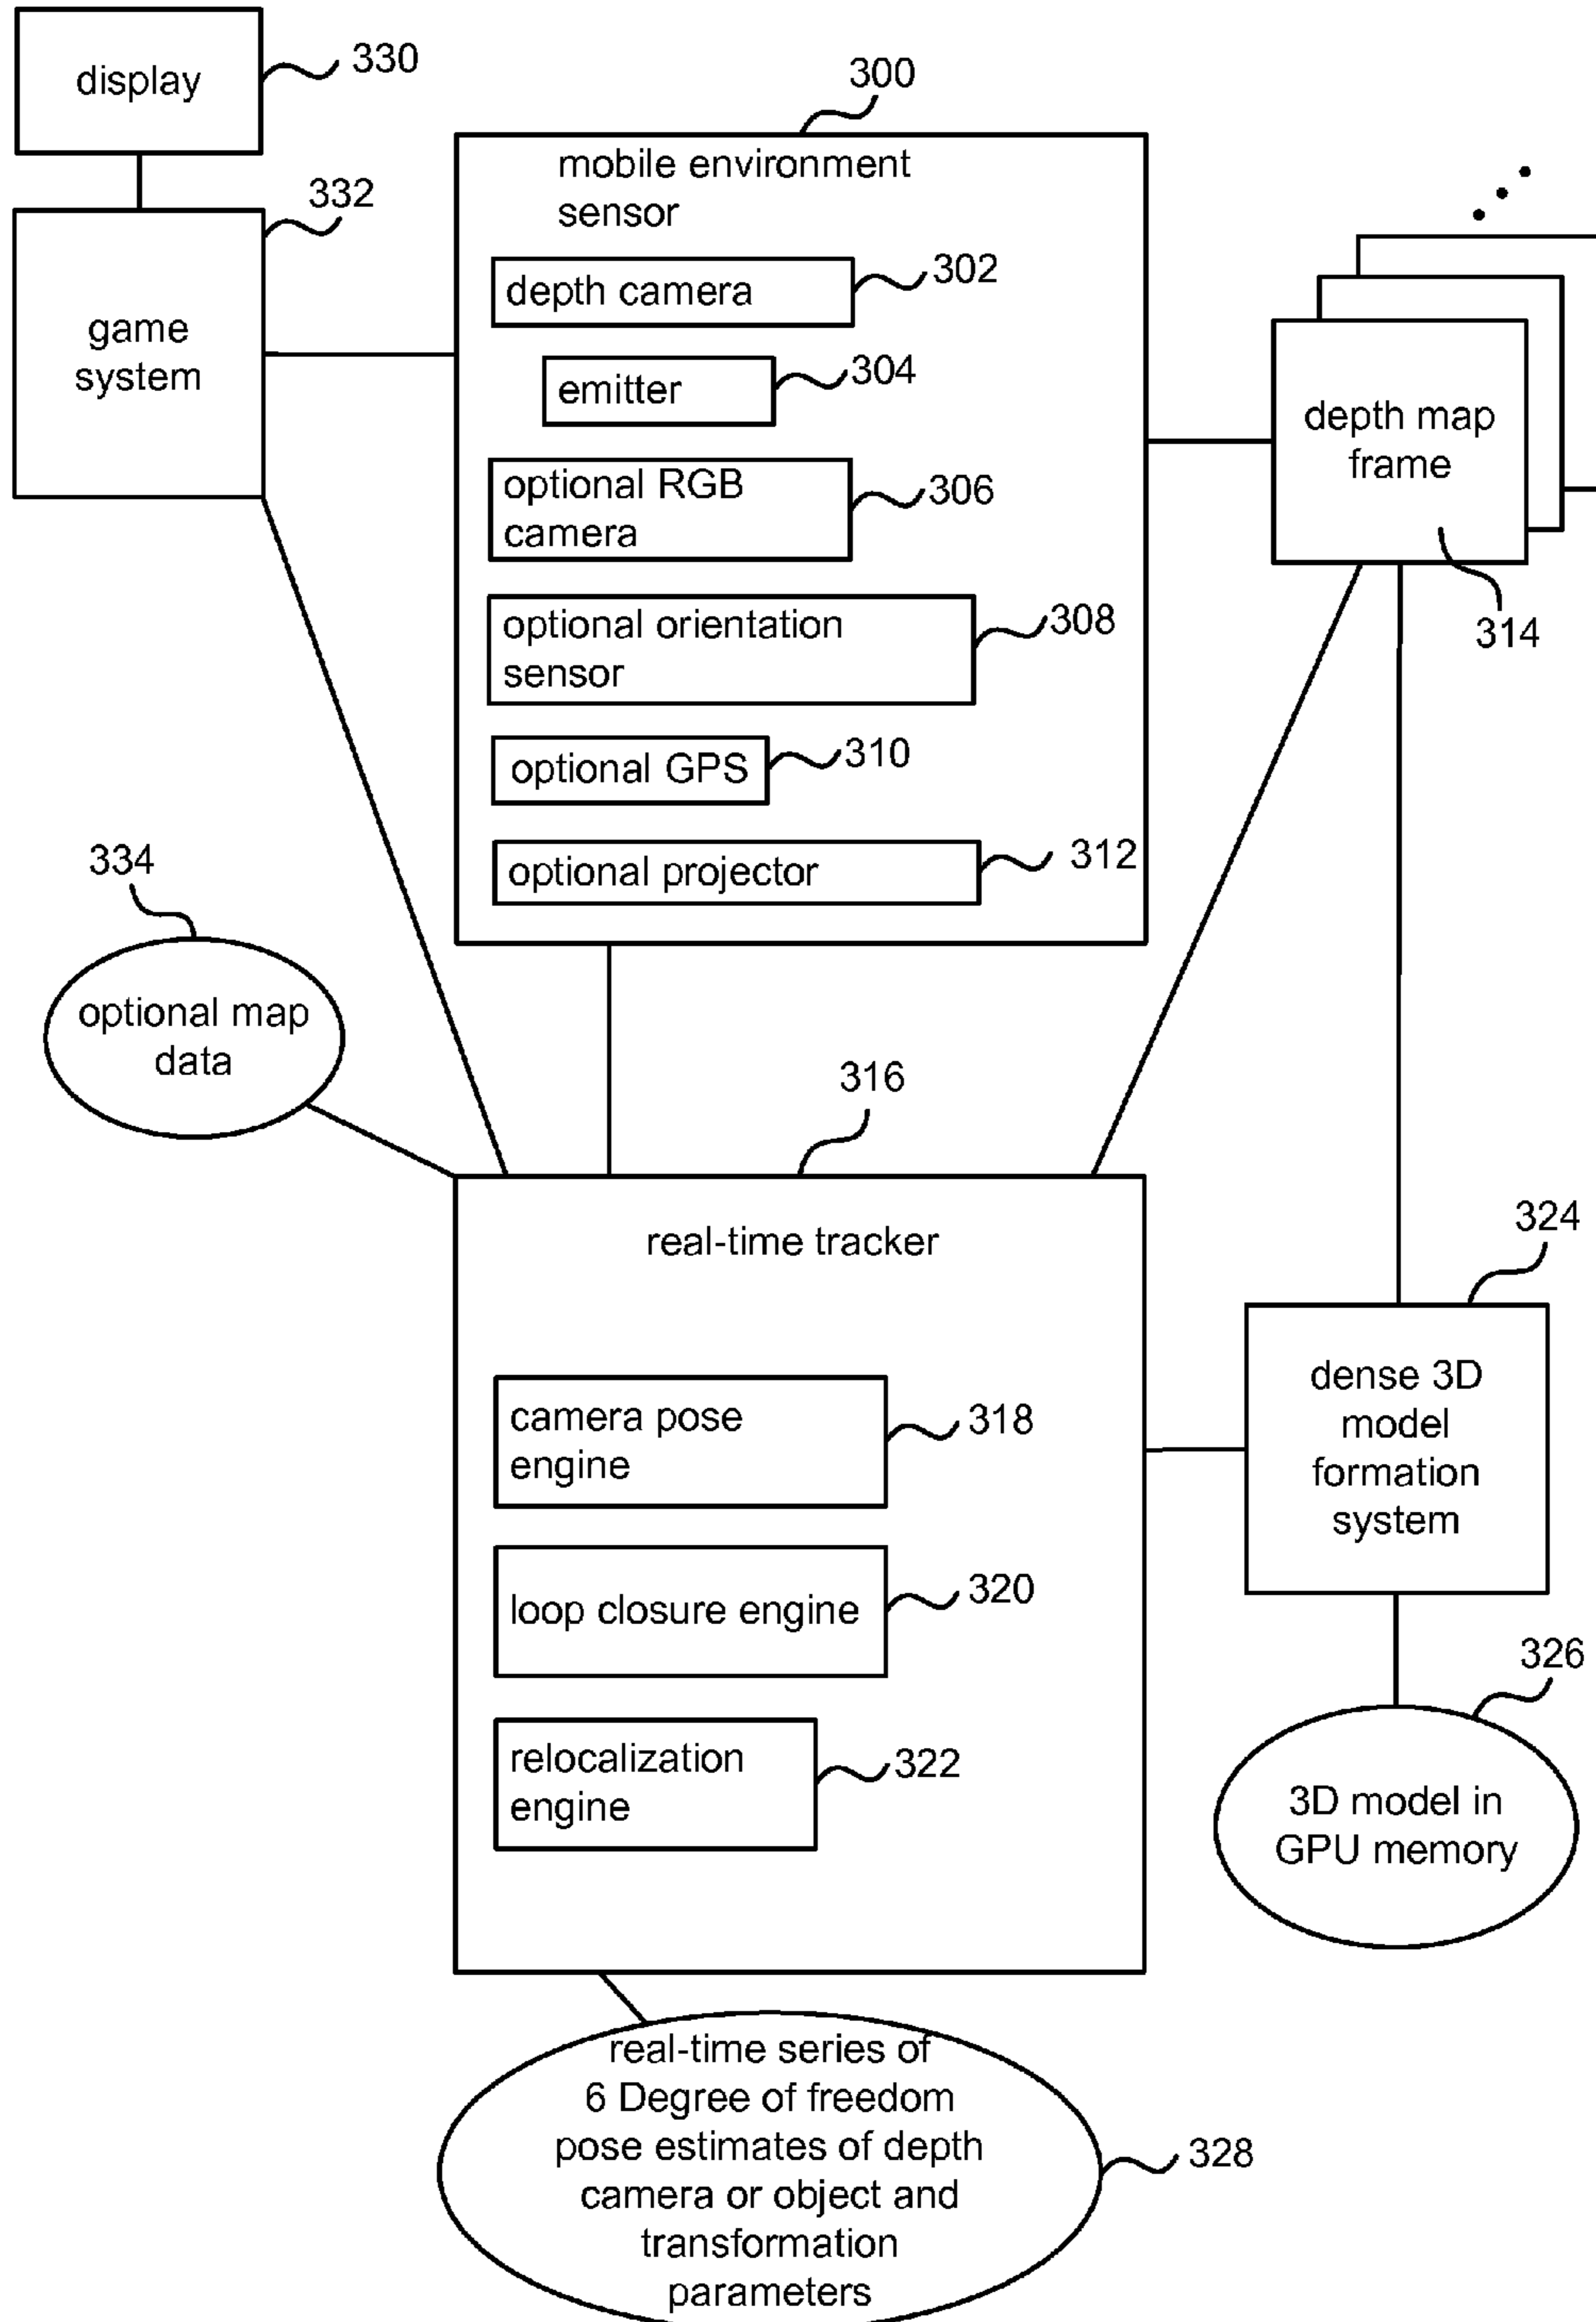 display
330
300
332
game
system
mobile environment
sensor
depth camera
302
emitter
304
optional RGB
camera
306
optional orientation
sensor
308
optional GPS
310
optional projector
312
depth map
frame
314
334
optional map
data
316
real-time tracker
camera pose
engine
318
loop closure engine
320
relocalization
engine
322
324
dense 3D
model
formation
system
326
3D model in
GPU memory
real-time series of
6 Degree of freedom
pose estimates of depth
camera or object and
transformation
parameters
328